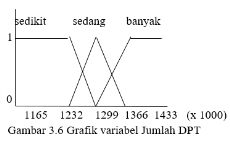 sedikit sedang banyak
1
0
1165 1232 1299 1366 1433 (x 1000)
Gambar 3.6 Grafik variabel Jumlah DPT